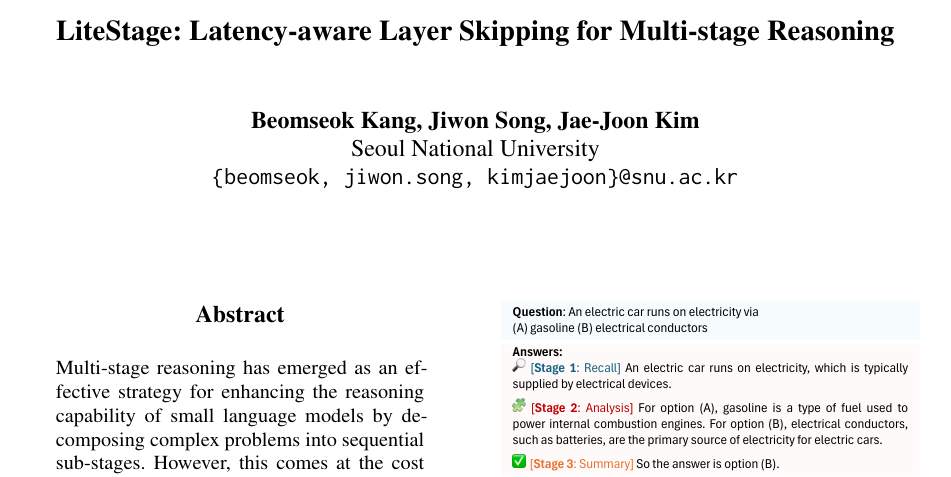 LiteStage: Latency-aware Layer Skipping for Multi-stage Reasoning
Beomseok Kang, Jiwon Song, Jae-Joon Kim
Seoul National University
{beomseok, jiwon.song, kimjaejoon}@snu.ac.kr
Abstract
Multi-stage reasoning has emerged as an ef-
fective strategy for enhancing the reasoning
capability of small language models by de-
composing complex problems into sequential
sub-stages. However, this comes at the cost
Question: An electric car runs on electricity via
(A) gasoline (B) electrical conductors
Answers:
[Stage 1: Recall] An electric car runs on electricity, which is typically
supplied by electrical devices.
[Stage 2: Analysis] For option (A), gasoline is a type of fuel used to
power internal combustion engines. For option (B), electrical conductors,
such as batteries, are the primary source of electricity for electric cars.
[Stage 3: Summary] So the answer is option (B).